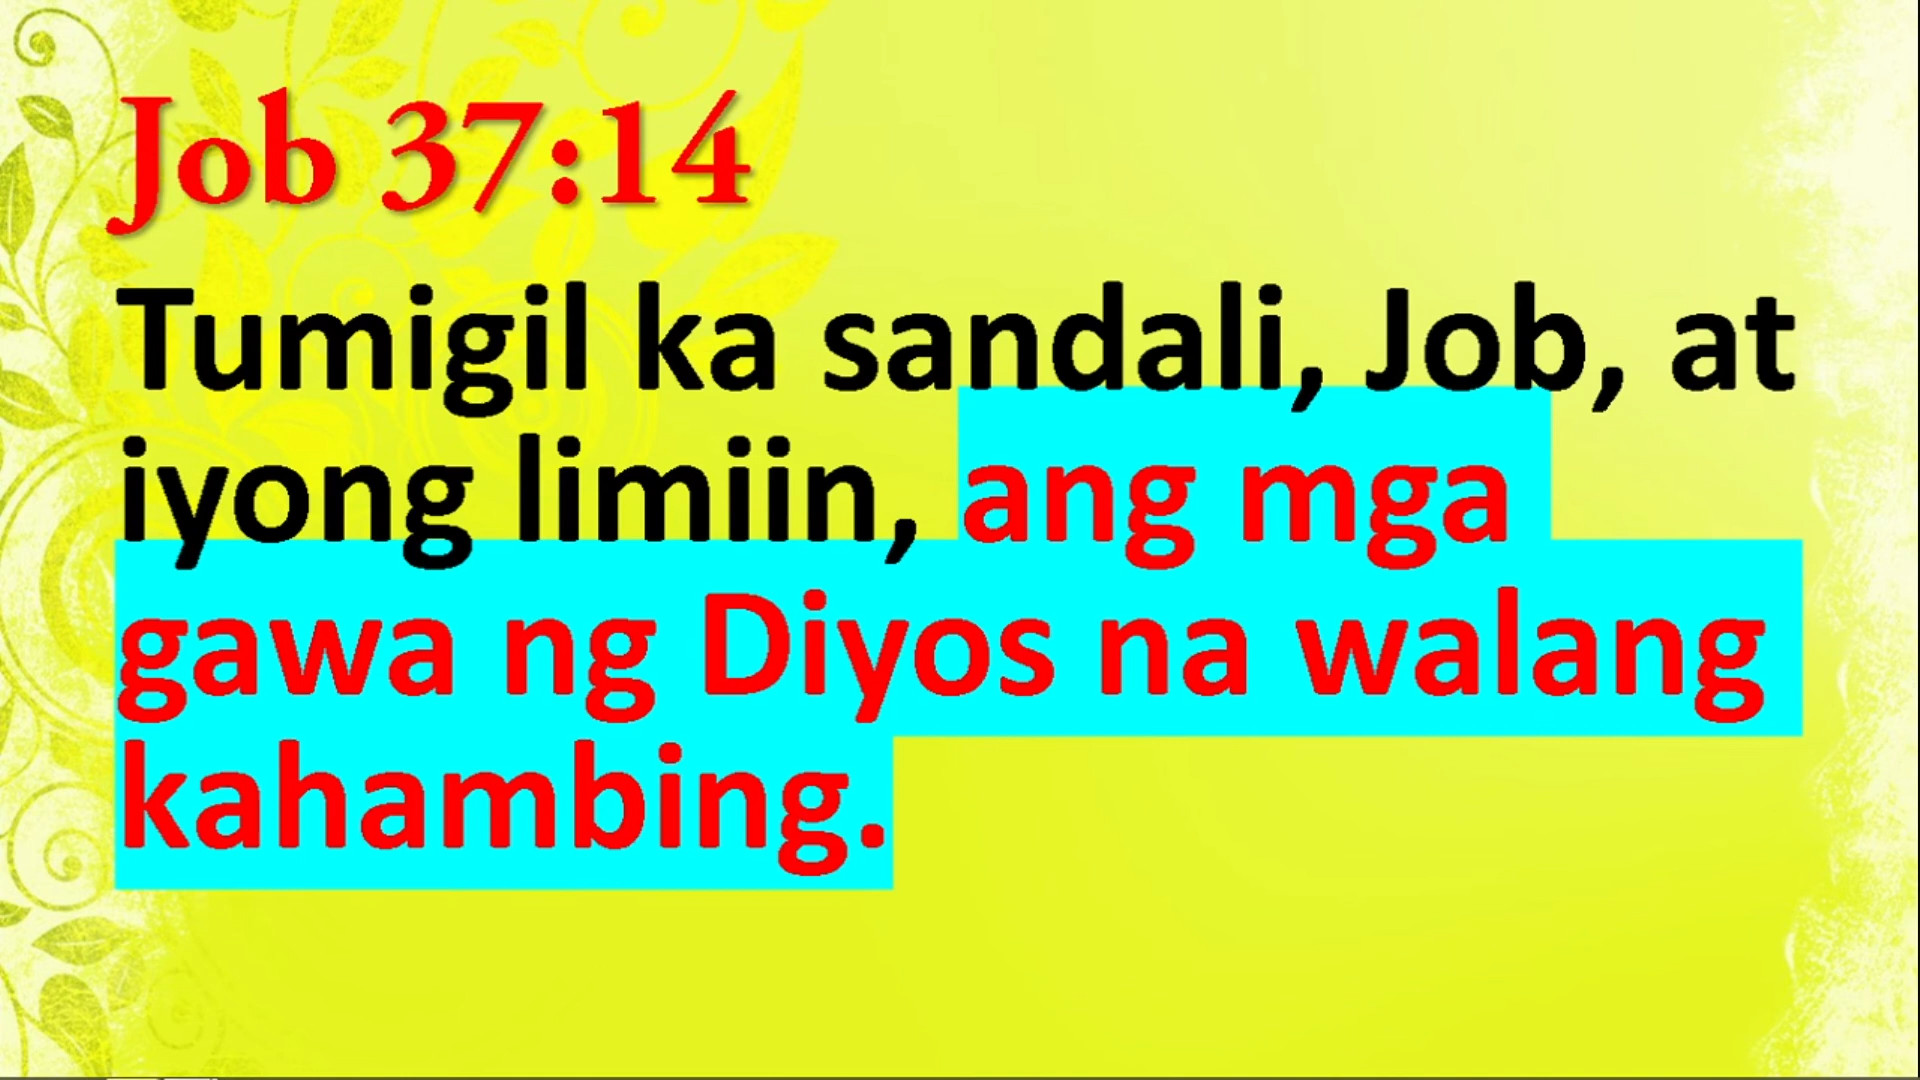 Job 37:14
Tumigil ka sandali, Job, at
iyong limiin, ang mga
gawa ng Diyos na walang
kahambing.